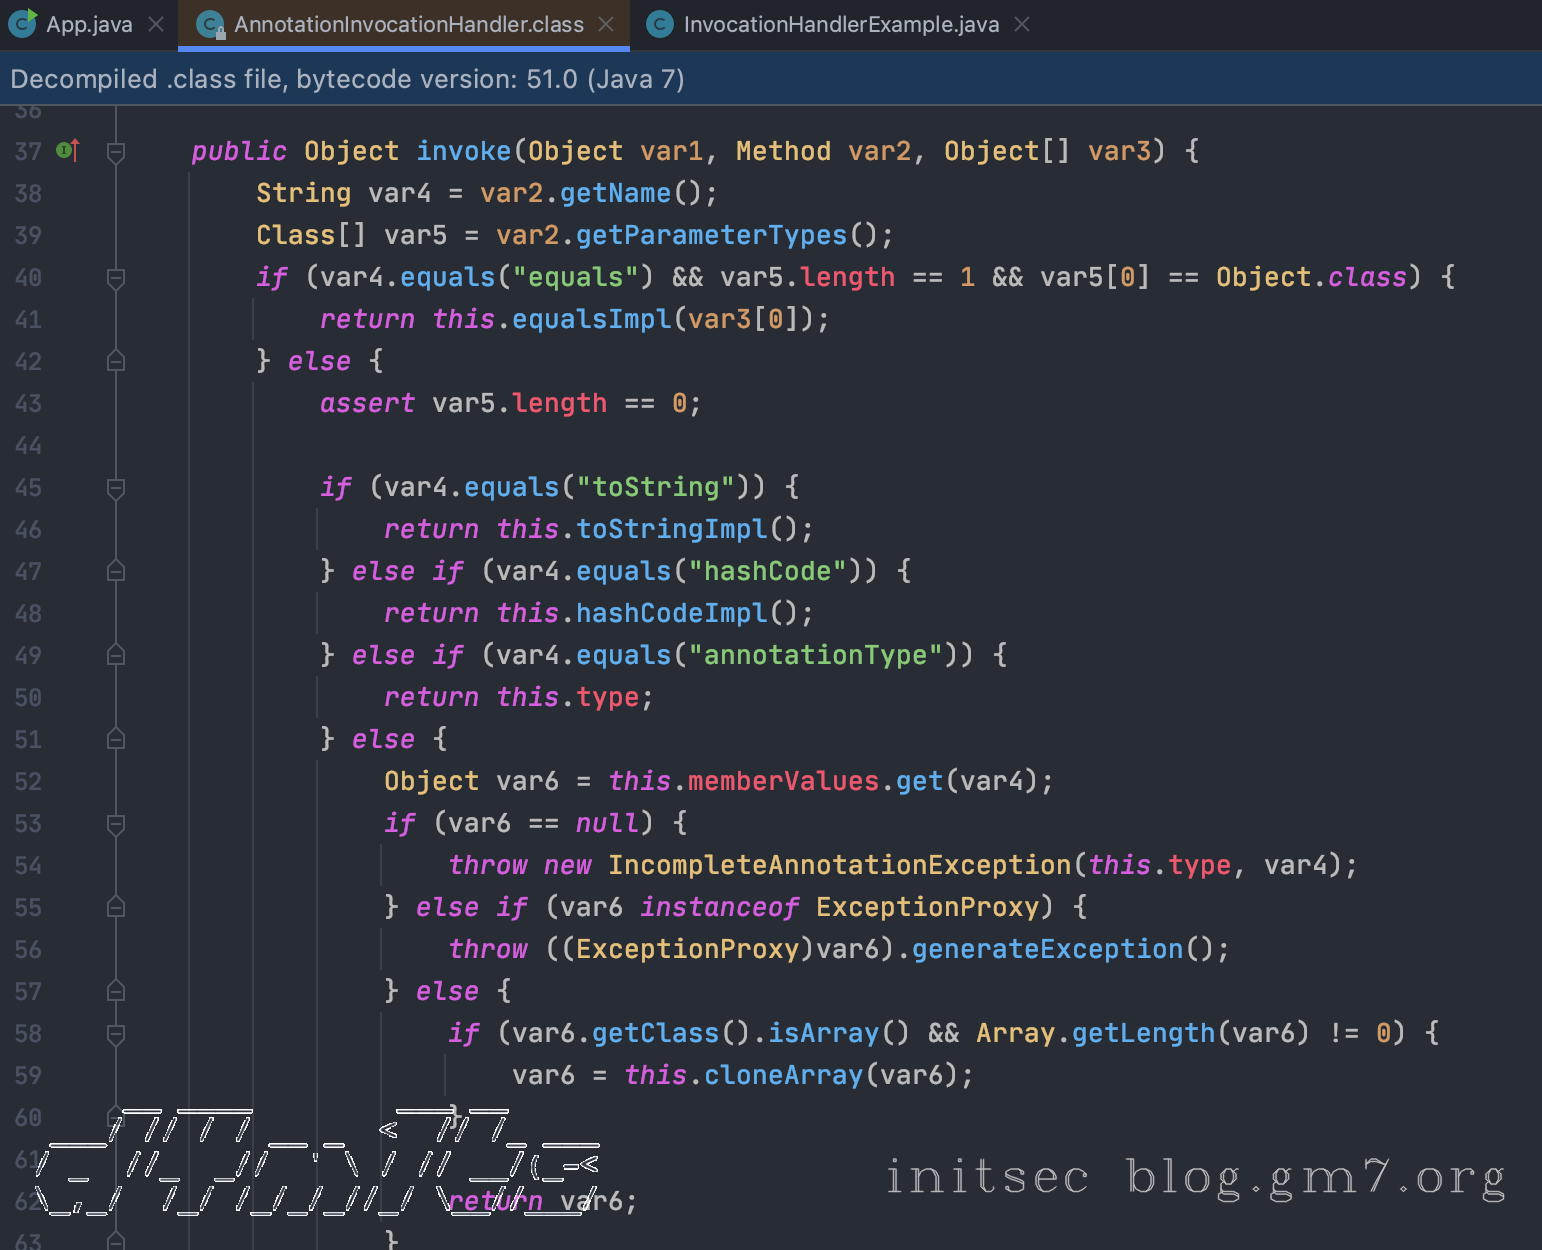 App.java AnnotationInvocationHandler.class InvocationHandlerExample.java
Decompiled .class file, bytecode version: 51.0 (Java 7)
36
37 public Object invoke(Object var1, Method var2, Object[] var3) {
38 String var4 = var2.getName();
39 Class[] var5 = var2.getParameterTypes();
40 if (var4.equals("equals") && var5.length == 1 && var5[0] == Object.class) {
41 return this.equalsImpl(var3[0]);
42 } else {
43 assert var5.length == 0;
44
45 if (var4.equals("toString")) {
46 return this.toStringImpl();
47 } else if (var4.equals("hashCode")) {
48 return this.hashCodeImpl();
49 } else if (var4.equals("annotationType")) {
50 return this.type;
51 } else {
52 Object var6 = this.memberValues.get(var4);
53 if (var6 == null) {
54 throw new IncompleteAnnotationException(this.type, var4);
55 } else if (var6 instanceof ExceptionProxy) {
56 throw ((ExceptionProxy)var6).generateException();
57 } else {
58 if (var6.getClass().isArray() && Array.getLength(var6) != 0) {
59 var6 = this.cloneArray(var6);
60 }
61
62 return var6;
63 }
initsec blog.gm7.org